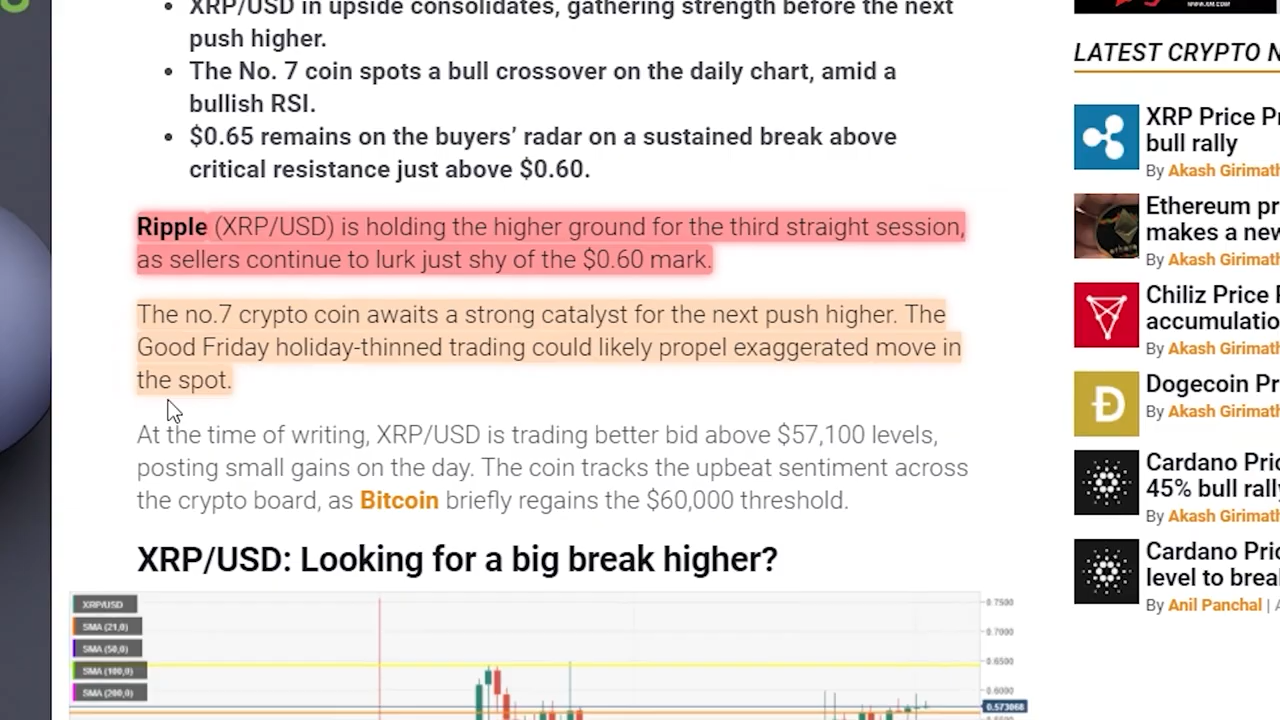 XRP/USD in upside consolidates, gathering strength before the next
push higher.
The No. 7 coin spots a bull crossover on the daily chart, amid a
bullish RSI.
$0.65 remains on the buyers' radar on a sustained break above
critical resistance just above $0.60.
Ripple (XRP/USD) is holding the higher ground for the third straight session,
as sellers continue to lurk just shy of the $0.60 mark.
The no.7 crypto coin awaits a strong catalyst for the next push higher. The
Good Friday holiday-thinned trading could likely propel exaggerated move in
the spot.
At the time of writing, XRP/USD is trading better bid above $57,100 levels,
posting small gains on the day. The coin tracks the upbeat sentiment across
the crypto board, as Bitcoin briefly regains the $60,000 threshold.
XRP/USD: Looking for a big break higher?
XRP/USD
SMA (21,0)
SMA (50,0)
SMA (100,0)
SMA (200,0)
0.7500
0.7000
0.6500
0.6000
0.573068
WWW.XM.COM
LATEST CRYPTO N
XRP Price Pr
bull rally
By Akash Girimath
Ethereum pr
makes a new
By Akash Girimath
Chiliz Price P
accumulatio
By Akash Girimath
Dogecoin Pr
By Akash Girimath
Cardano Pric
45% bull rally
By Akash Girimath
Cardano Pric
level to brea
By Anil Panchal | A